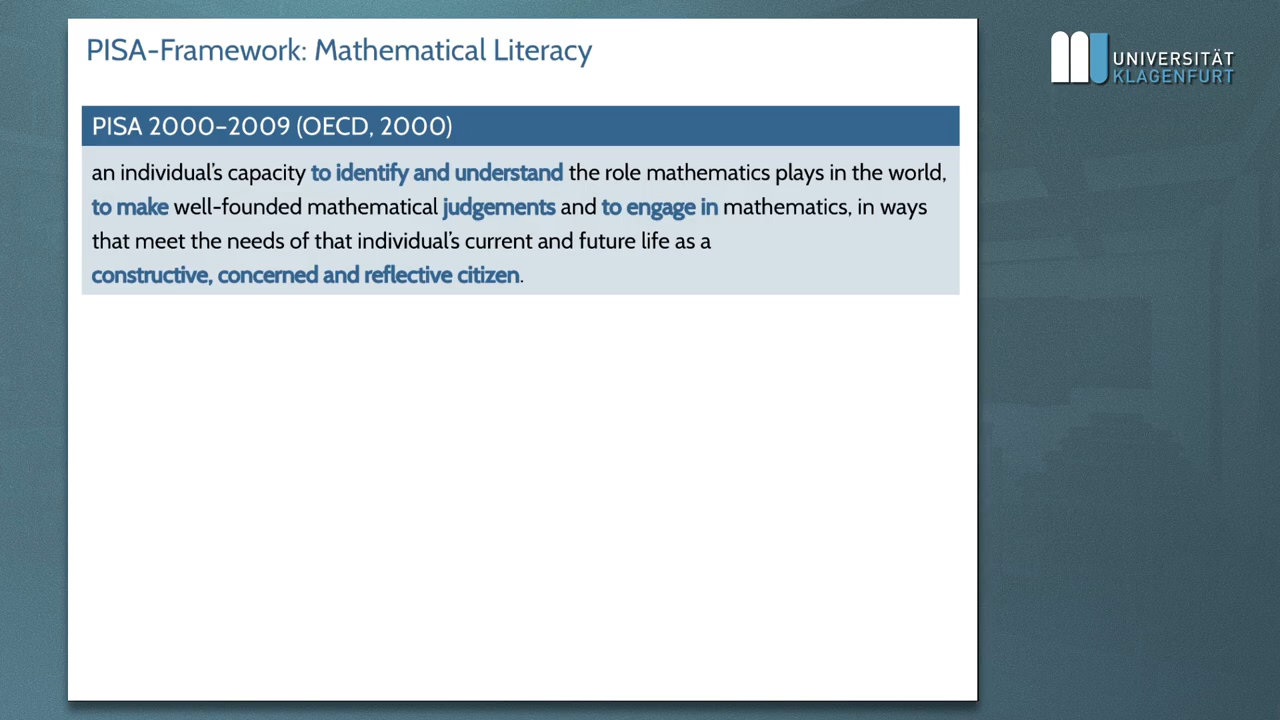 PISA-Framework: Mathematical Literacy
PISA 2000–2009 (OECD, 2000)
an individual's capacity to identify and understand the role mathematics plays in the world,
to make well-founded mathematical judgements and to engage in mathematics, in ways
that meet the needs of that individual's current and future life as a
constructive, concerned and reflective citizen.
UNIVERSITÄT
KLAGENFURT